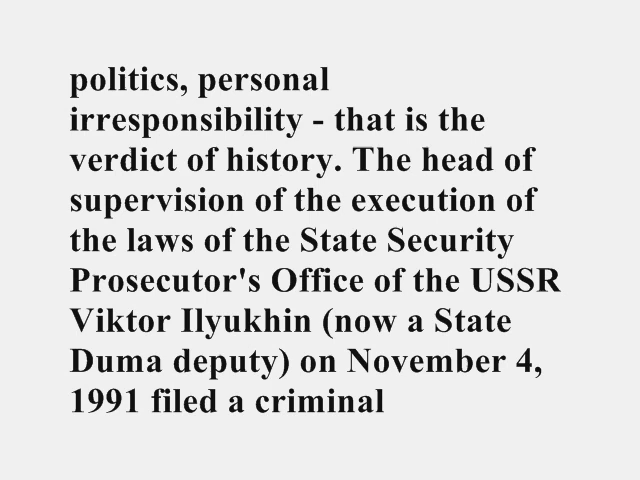 politics, personal
irresponsibility - that is the
verdict of history. The head of
supervision of the execution of
the laws of the State Security
Prosecutor's Office of the USSR
Viktor Ilyukhin (now a State
Duma deputy) on November 4,
1991 filed a criminal